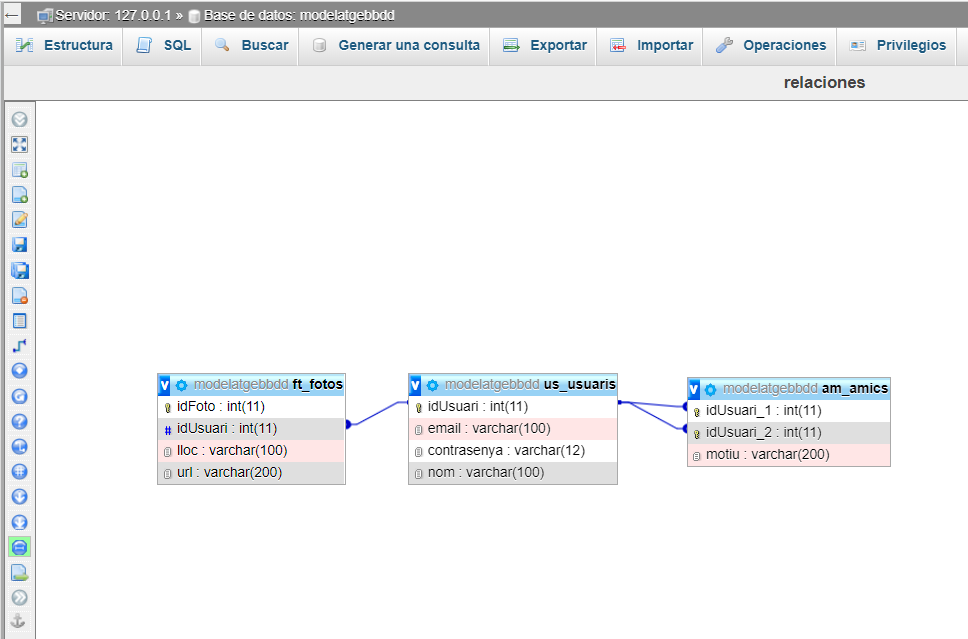 Servidor: 127.0.0.1 » Base de datos: modelatgebbdd
Estructura SQL Buscar Generar una consulta Exportar Importar Operaciones Privilegios
relaciones
v modelatgebbdd ft_fotos
idFoto : int(11)
# idUsuari : int(11)
lloc : varchar(100)
url : varchar(200)
v modelatgebbdd us_usuaris
idUsuari : int(11)
email : varchar(100)
contrasenya : varchar(12)
nom : varchar(100)
v modelatgebbdd am_amics
idUsuari_1 : int(11)
idUsuari_2 : int(11)
motiu : varchar(200)